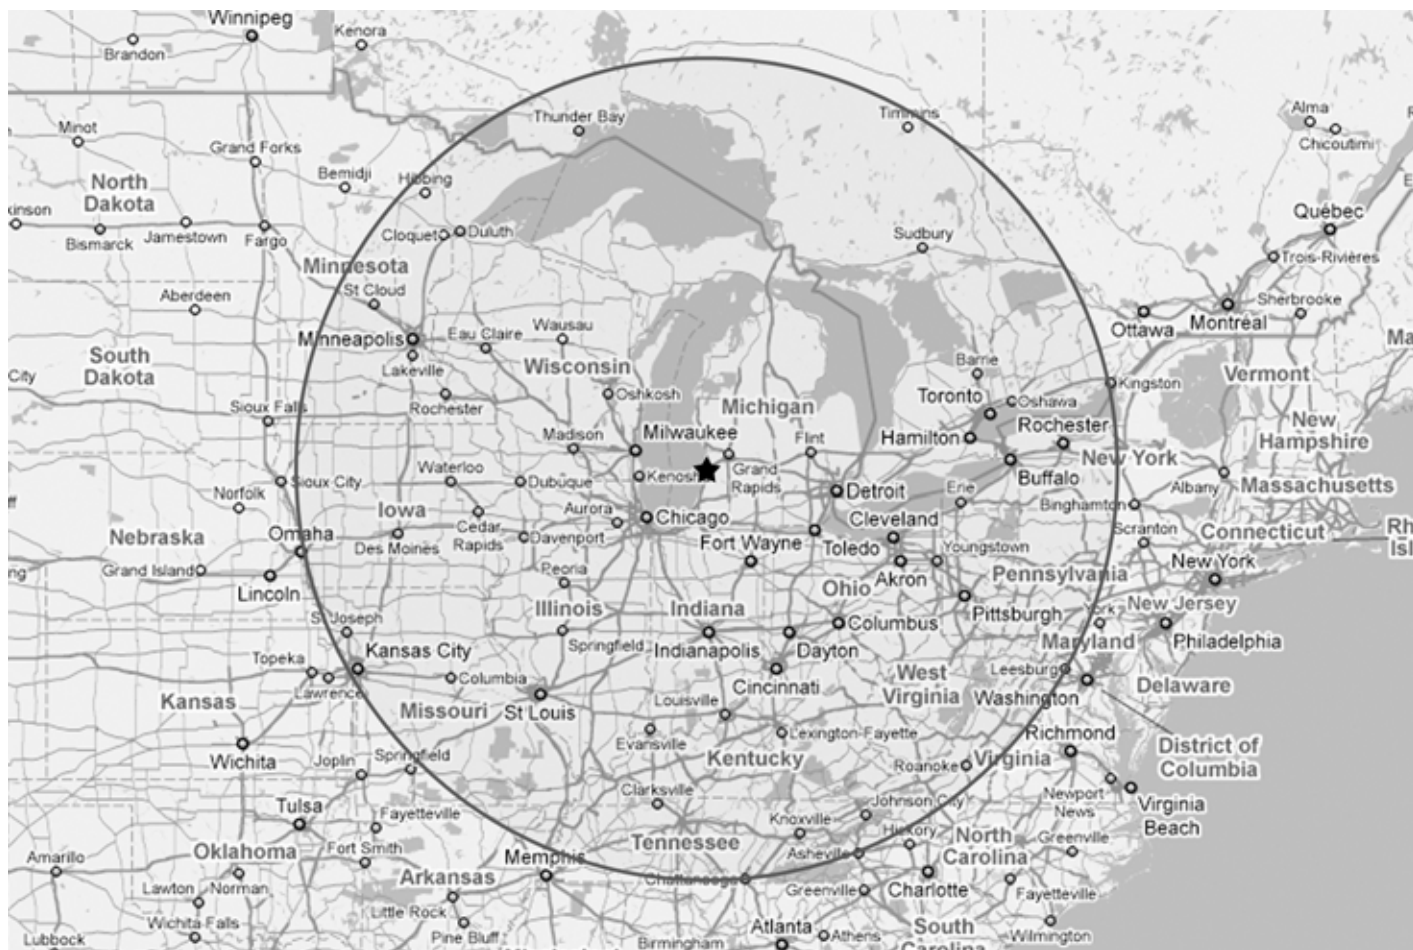 Winnipeg
Kenora
Brandon
Thunder Bay
Timmins
Alma
Chicoutimi
Minot
Grand Forks
Bemidji
Hibbing
North
Dakota
kinson
Bismarck
Jamestown
Fargo
Cloquet
Duluth
Sudbury
Québec
Trois-Rivières
Minnesota
St Cloud
Aberdeen
Sherbrooke
Ottawa
Montréal
Minneapolis
Eau Claire
Wausau
Ma
South
Dakota
City
Lakeville
Wisconsin
Barrie
Kingston
Vermont
Rochester
Oshkosh
Michigan
Toronto
Oshawa
New
Hampshire
Sioux Falls
Madison
Milwaukee
Flint
Hamilton
Rochester
New York
Waterloo
Dubuque
Kenosh
Grand
Rapids
Detroit
Erie
Buffalo
Albany
Massachusetts
Sioux City
Norfolk
Iowa
Cedar
Rapids
Aurora
Chicago
Cleveland
Binghamton
Scranton
Connecticut
Rh
Isl
Nebraska
Omaha
Des Moines
Davenport
Fort Wayne
Toledo
Youngstown
New York
ng
Grand Island
Lincoln
Peoria
Akron
Pennsylvania
Ohio
Pittsburgh
York
New Jersey
St Joseph
Illinois
Indiana
Columbus
Maryland
Philadelphia
Springfield
Indianapolis
Dayton
Topeka
Kansas City
Lawrence
Columbia
Cincinnati
West
Virginia
Leesburg
Washington
Delaware
Kansas
Missouri
St Louis
Louisville
Evansville
Lexington-Fayette
Richmond
Wichita
Joplin
Springfield
Kentucky
Roanoke
Virginia
District of
Columbia
Tulsa
Clarksville
Johnson City
Newport
News
Virginia
Beach
Fayetteville
Knoxville
Hickory
North
Carolina
Greenville
Oklahoma
Fort Smith
Tennessee
Asheville
Amarillo
Memphis
Arkansas
Chattanooga
Greenville
Charlotte
Fayetteville
Lawton
Norman
Little Rock
Wichita Falls
Pine Bluff
Atlanta
Athens
South
Carolina
Wilmington
Lubbock
Birmingham